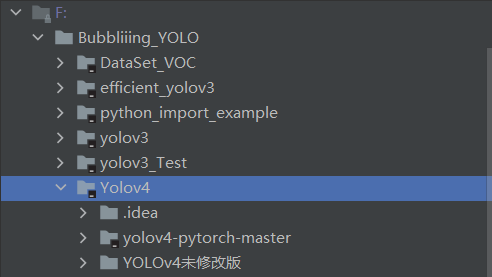 F:
Bubbliiing_YOLO
DataSet_VOC
efficient_yolov3
python_import_example
yolov3
yolov3_Test
Yolov4
.idea
yolov4-pytorch-master
YOLOv4未修改版